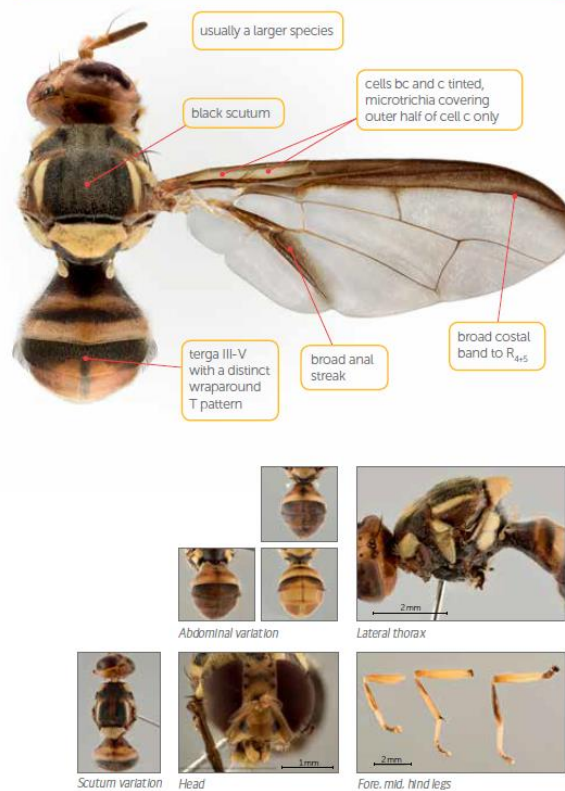 usually a larger species
cells bc and c tinted,
microtrichia covering
outer half of cell c only
black scutum
terga III-V
with a distinct
wraparound
T pattern
broad anal
streak
broad costal
band to R₄₊₅
2mm
Abdominal variation
Lateral thorax
1mm
2mm
Scutum variation
Head
Fore, mid, hind legs